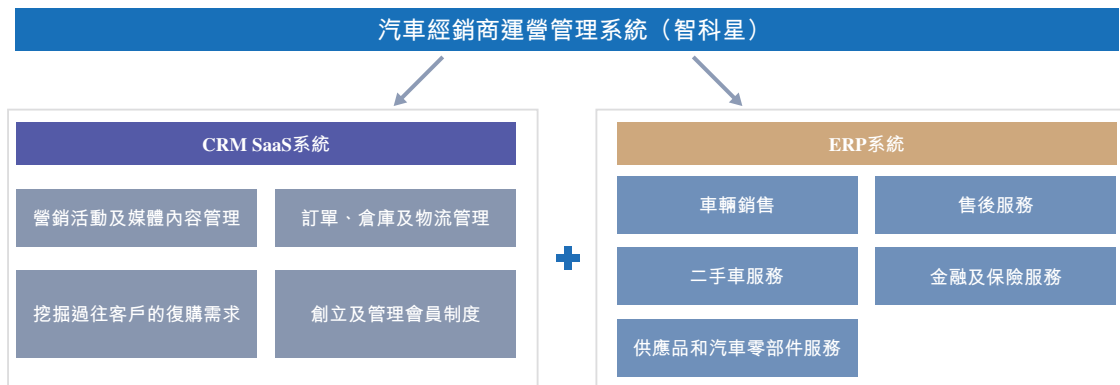 汽車經銷商運營管理系統（智科星）
CRM SaaS系統
營銷活動及媒體內容管理
訂單、倉庫及物流管理
挖掘過往客戶的復購需求
創立及管理會員制度
ERP系統
車輛銷售
售後服務
二手車服務
金融及保險服務
供應品和汽車零部件服務